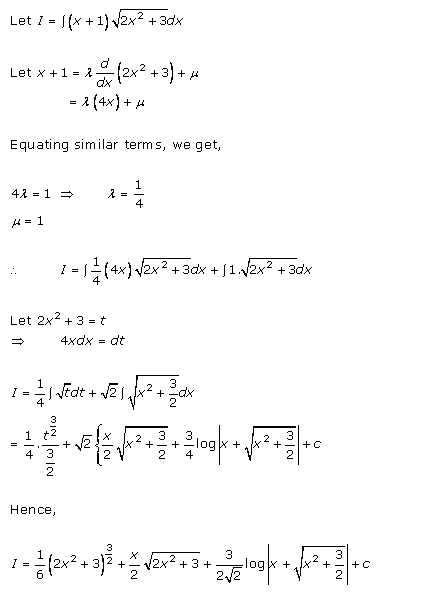 Let I = ∫(x + 1)√(2x² + 3)dx
Let x + 1 = λ d/dx (2x² + 3) + μ
= λ(4x) + μ
Equating similar terms, we get,
4λ = 1 ⇒ λ = 1/4
μ = 1
∴ I = ∫ 1/4 (4x)√(2x² + 3)dx + ∫1.√(2x² + 3)dx
Let 2x² + 3 = t
⇒ 4xdx = dt
I = 1/4 ∫√t dt + √2 ∫√(x² + 3/2)dx
= 1/4 . t^(3/2)/(3/2) + √2 {x/2 √(x² + 3/2) + 3/4 log|x + √(x² + 3/2)| + c
Hence,
I = 1/6 (2x² + 3)^(3/2) + x/2 √(2x² + 3) + 3/(2√2) log|x + √(x² + 3/2)| + c